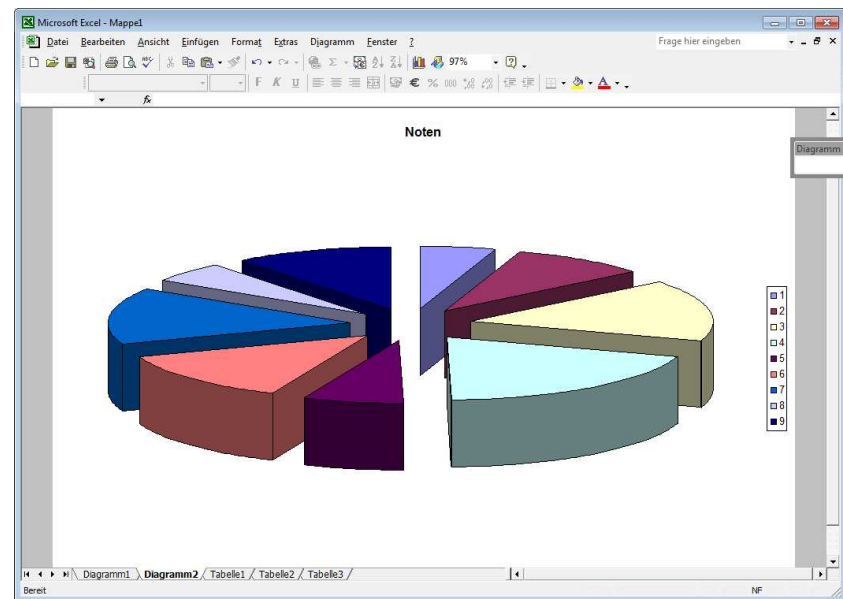 Microsoft Excel - Mappe1
Datei Bearbeiten Ansicht Einfügen Format Extras Diagramm Fenster ?
Frage hier eingeben
97%
F K U € % 000
fx
Noten
Diagramm
1
2
3
4
5
6
7
8
9
Diagramm1 Diagramm2 Tabelle1 Tabelle2 Tabelle3
Bereit
NF